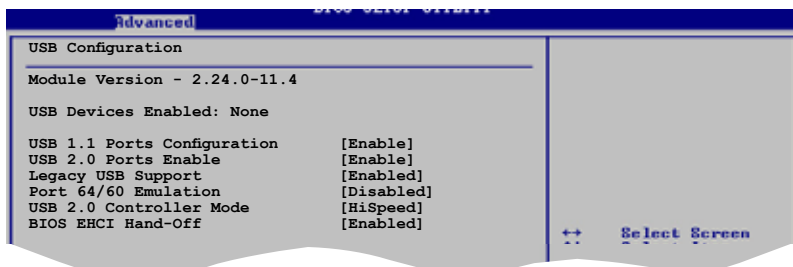 Advanced
USB Configuration
Module Version - 2.24.0-11.4
USB Devices Enabled: None
USB 1.1 Ports Configuration [Enable]
USB 2.0 Ports Enable [Enable]
Legacy USB Support [Enabled]
Port 64/60 Emulation [Disabled]
USB 2.0 Controller Mode [HiSpeed]
BIOS EHCI Hand-Off [Enabled]
↔ Select Screen